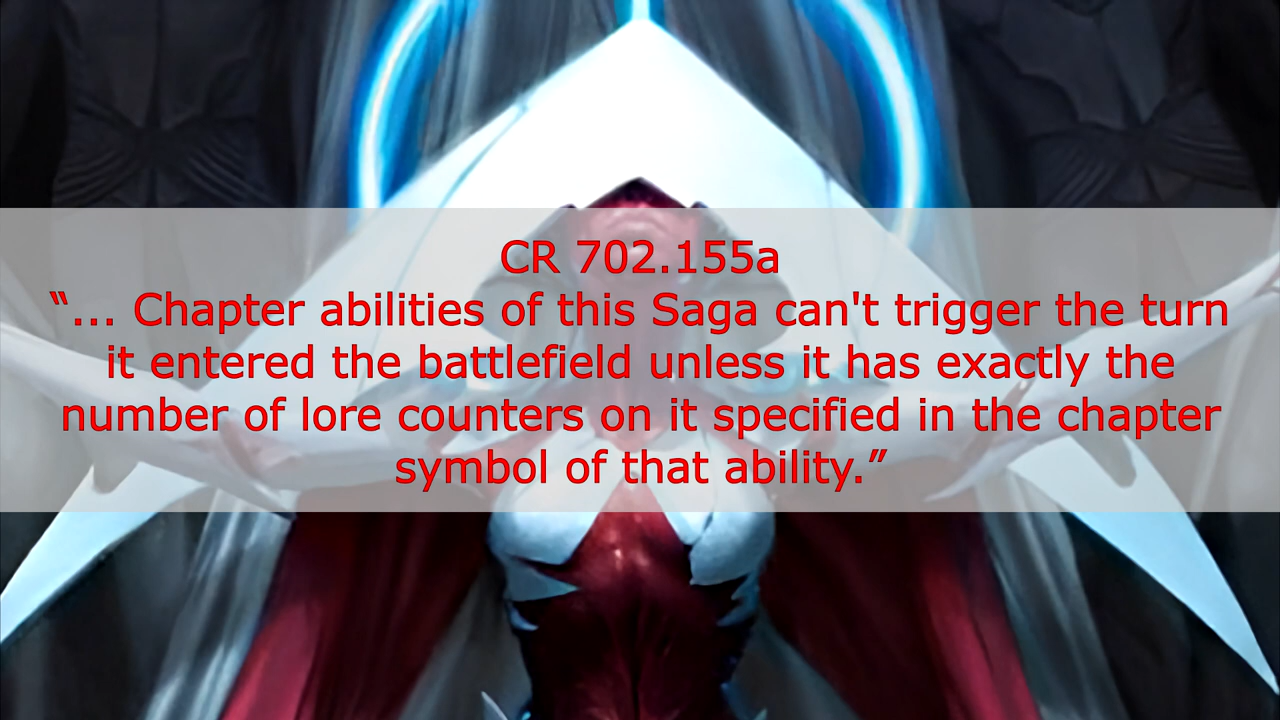 CR 702.155a
“... Chapter abilities of this Saga can't trigger the turn
it entered the battlefield unless it has exactly the
number of lore counters on it specified in the chapter
symbol of that ability.”